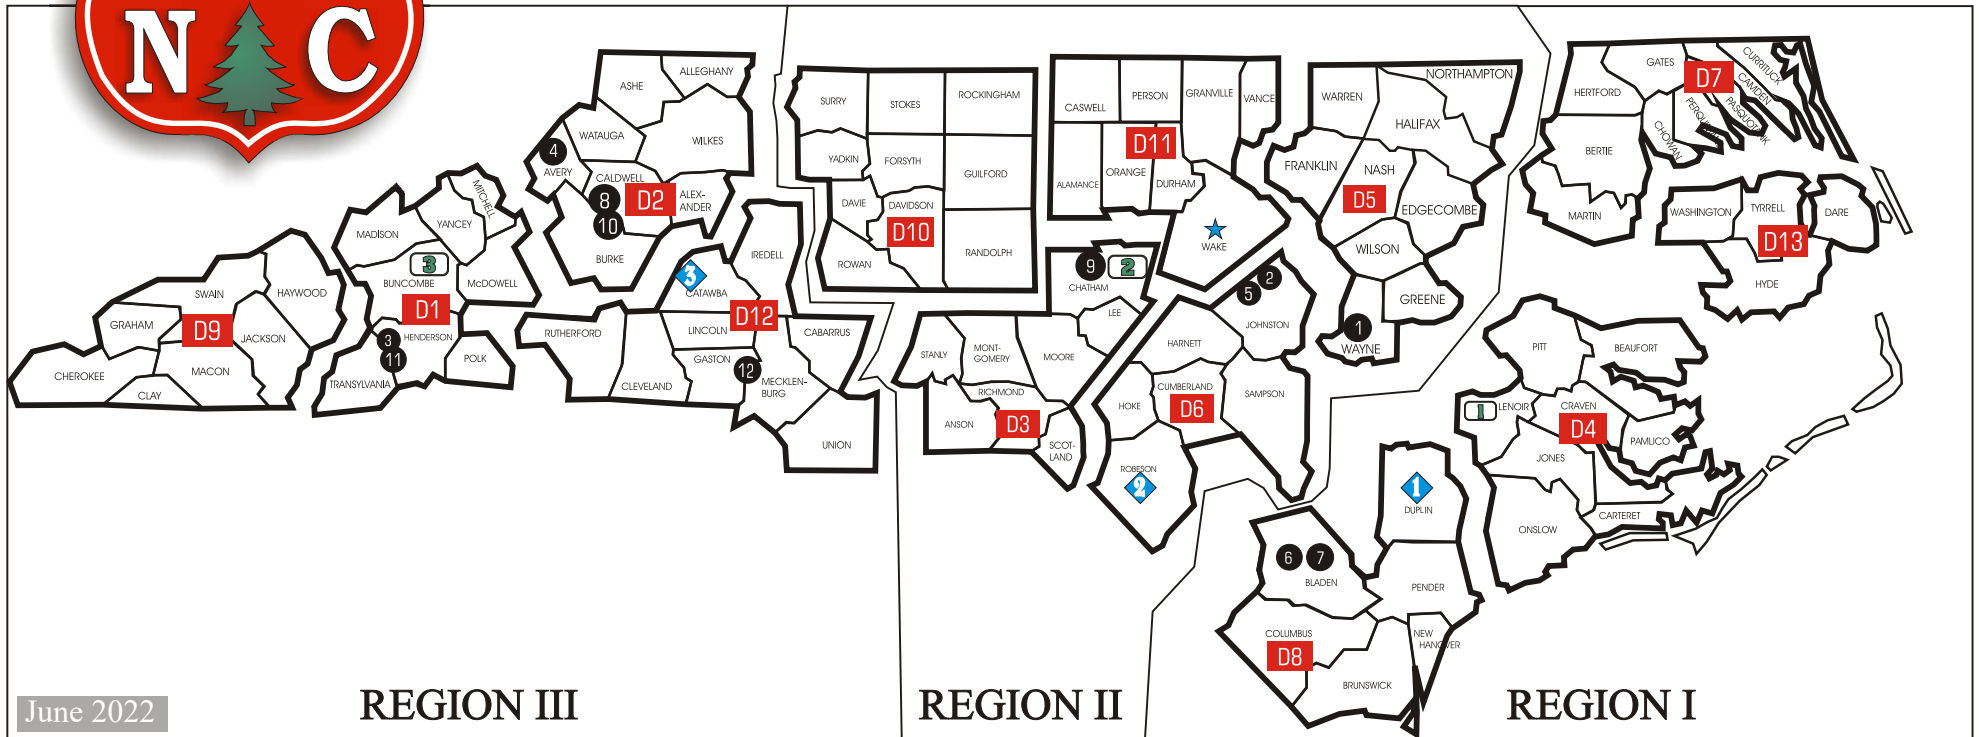 N C
ASHE
ALLEGHANY
WATAUGA
WILKES
4
AVERY
CALDWELL
8
D2
ALEX-
ANDER
10
BURKE
MITCHELL
YANCEY
MADISON
3
BUNCOMBE
McDOWELL
D1
3
HENDERSON
11
POLK
TRANSYLVANIA
SWAIN
HAYWOOD
GRAHAM
D9
JACKSON
MACON
CHEROKEE
CLAY
IREDELL
3
CATAWBA
D12
RUTHERFORD
LINCOLN
CABARRUS
GASTON
12
CLEVELAND
MECKLEN-
BURG
UNION
SURRY
STOKES
ROCKINGHAM
YADKIN
FORSYTH
GUILFORD
DAVIE
DAVIDSON
D10
ROWAN
RANDOLPH
CASWELL
PERSON
GRANVILLE
VANCE
D11
ALAMANCE
ORANGE
DURHAM
WAKE
9
2
CHATHAM
LEE
STANLY
MONT-
GOMERY
MOORE
RICHMOND
ANSON
D3
SCOT-
LAND
2
5
JOHNSTON
HARNETT
CUMBERLAND
HOKE
D6
SAMPSON
ROBESON
2
NORTHAMPTON
WARREN
HALIFAX
FRANKLIN
NASH
D5
EDGECOMBE
WILSON
GREENE
1
WAYNE
GATES
D7
CURRITUCK
CAMDEN
PASQUOTANK
HERTFORD
CHOWAN
BERTIE
MARTIN
WASHINGTON
TYRRELL
DARE
D13
HYDE
PITT
BEAUFORT
1
LENOIR
CRAVEN
D4
PAMLICO
JONES
CARTERET
ONSLOW
1
DUPLIN
6
7
BLADEN
PENDER
COLUMBUS
NEW
HANOVER
D8
BRUNSWICK
June 2022
REGION III
REGION II
REGION I